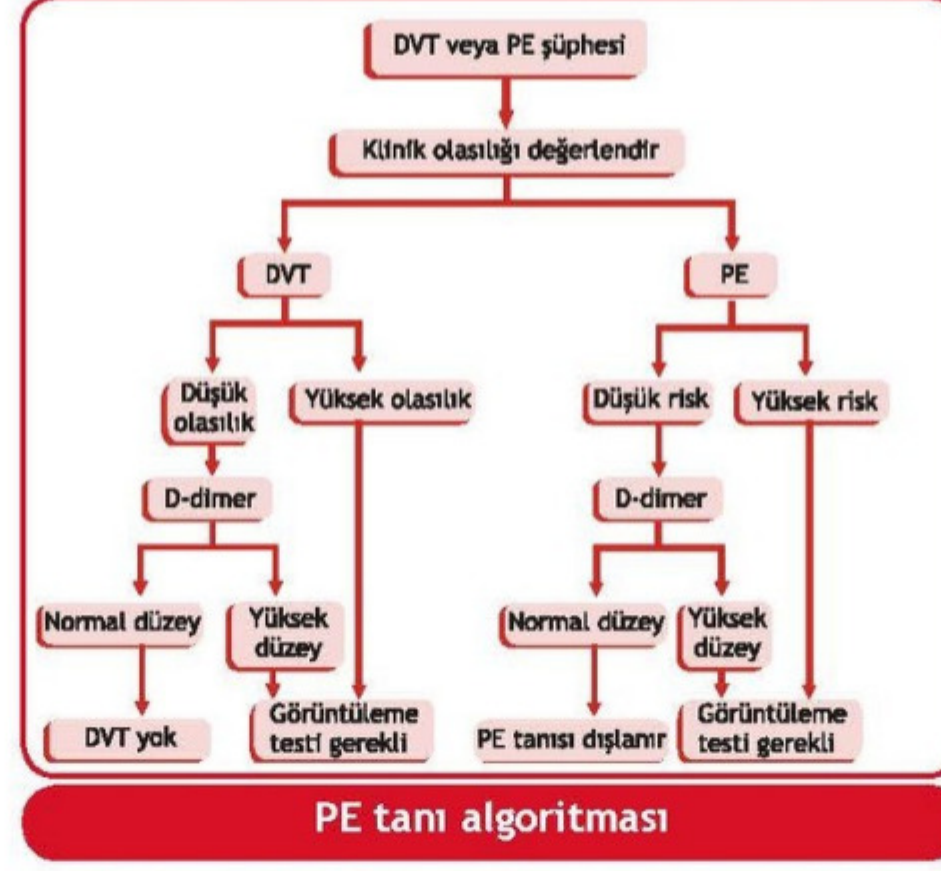 DVT veya PE şüphesi
Klinik olasılığı değerlendir
DVT
PE
Düşük
olasılık
Yüksek olasılık
Düşük risk
Yüksek risk
D-dimer
D-dimer
Normal düzey
Yüksek
düzey
Normal düzey
Yüksek
düzey
DVT yok
Görüntüleme
testi gerekli
PE tanısı dışlanır
Görüntüleme
testi gerekli
PE tanı algoritması